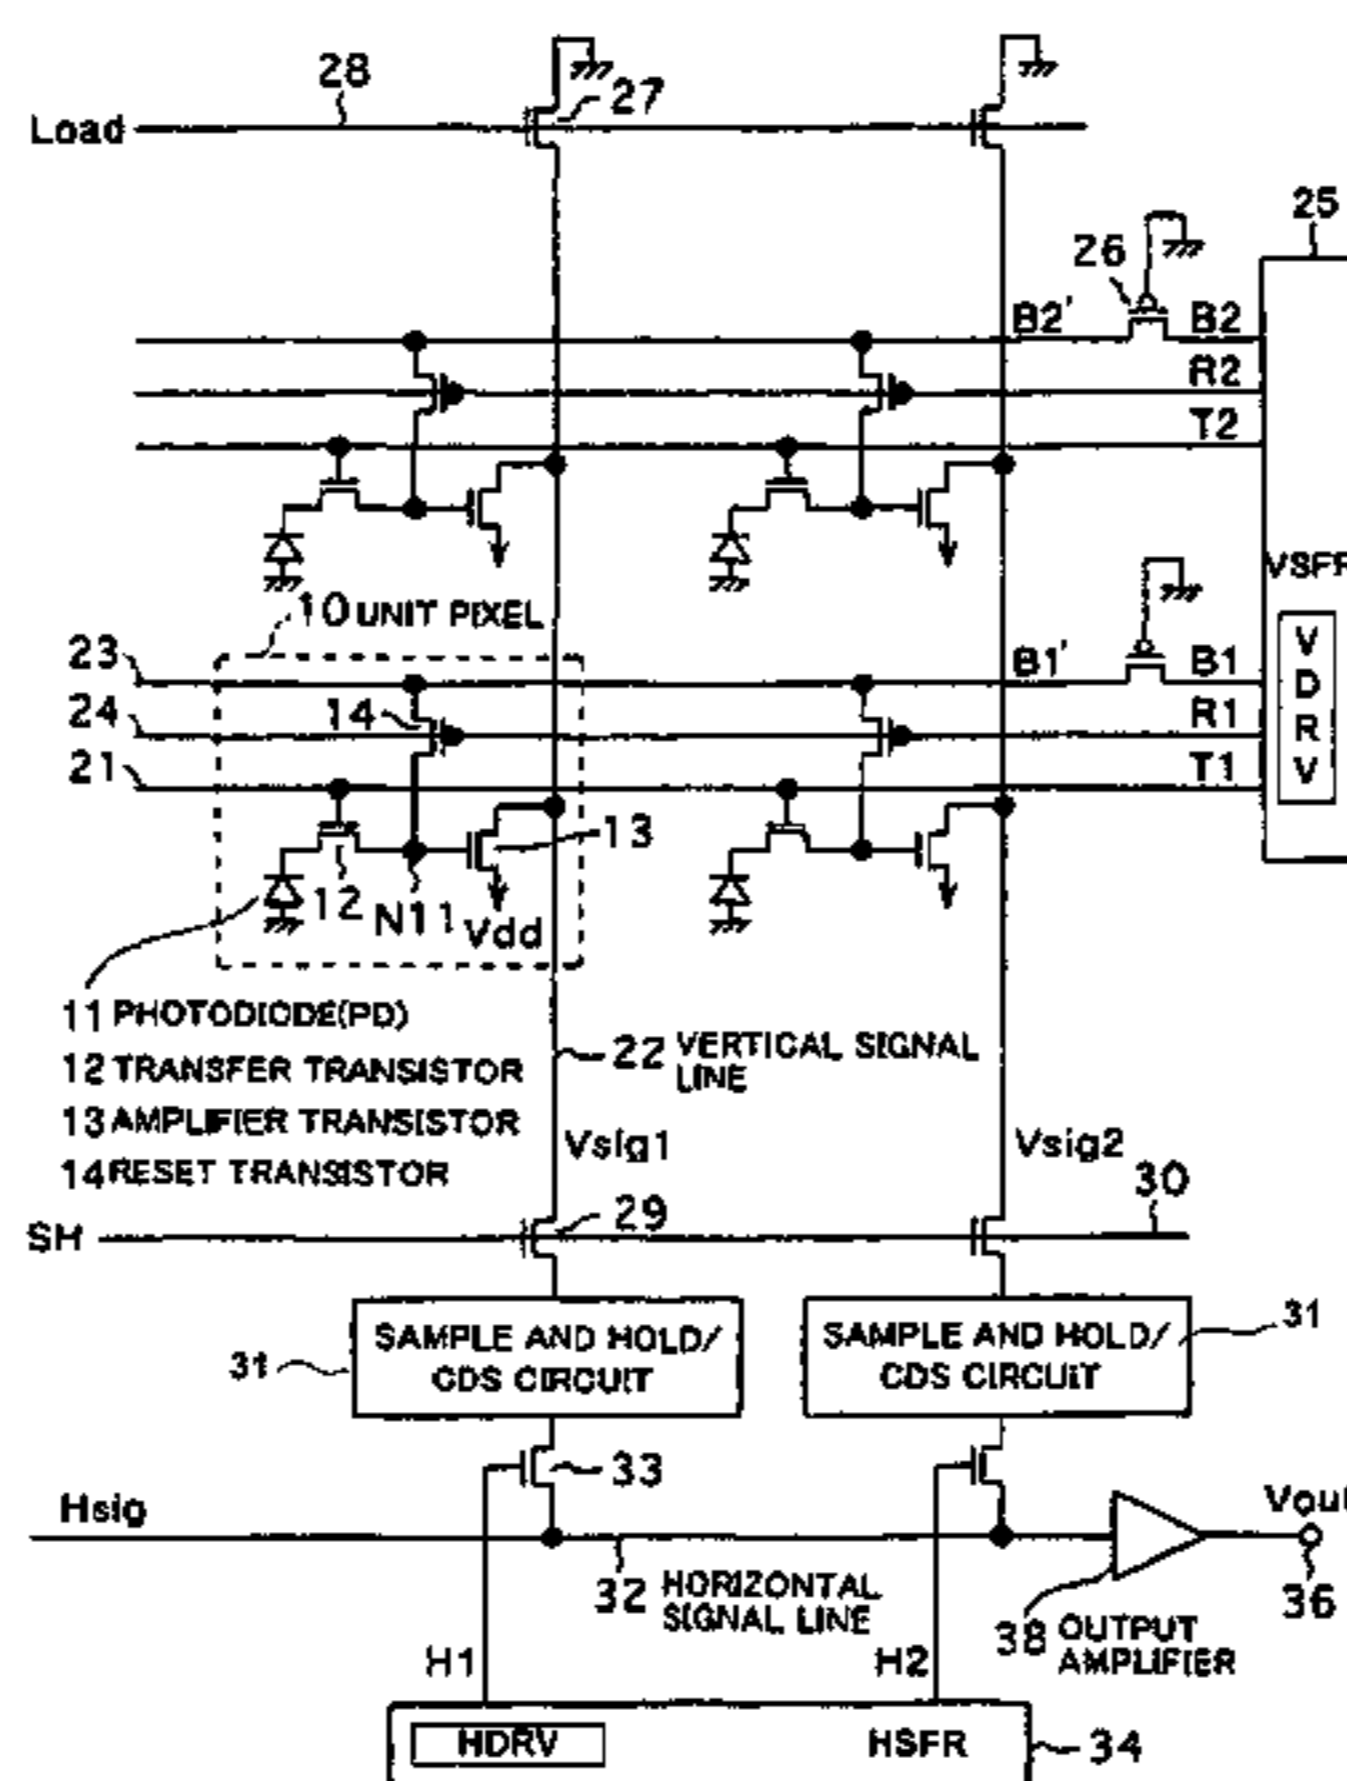 28
27
Load
25
26
B2' B2
R2
T2
10 UNIT PIXEL
VSFR
23
B1' B1
V
D
R
V
24
14
R1
21
T1
13
12
N11
Vdd
11 PHOTODIODE(PD)
12 TRANSFER TRANSISTOR
13 AMPLIFIER TRANSISTOR
14 RESET TRANSISTOR
22 VERTICAL SIGNAL
LINE
Vsig1
Vsig2
30
SH
29
31
SAMPLE AND HOLD/
CDS CIRCUIT
SAMPLE AND HOLD/
CDS CIRCUIT
31
33
Hsig
Vout
32 HORIZONTAL
SIGNAL LINE
36
38 OUTPUT
AMPLIFIER
H1
H2
HDRV
HSFR
34